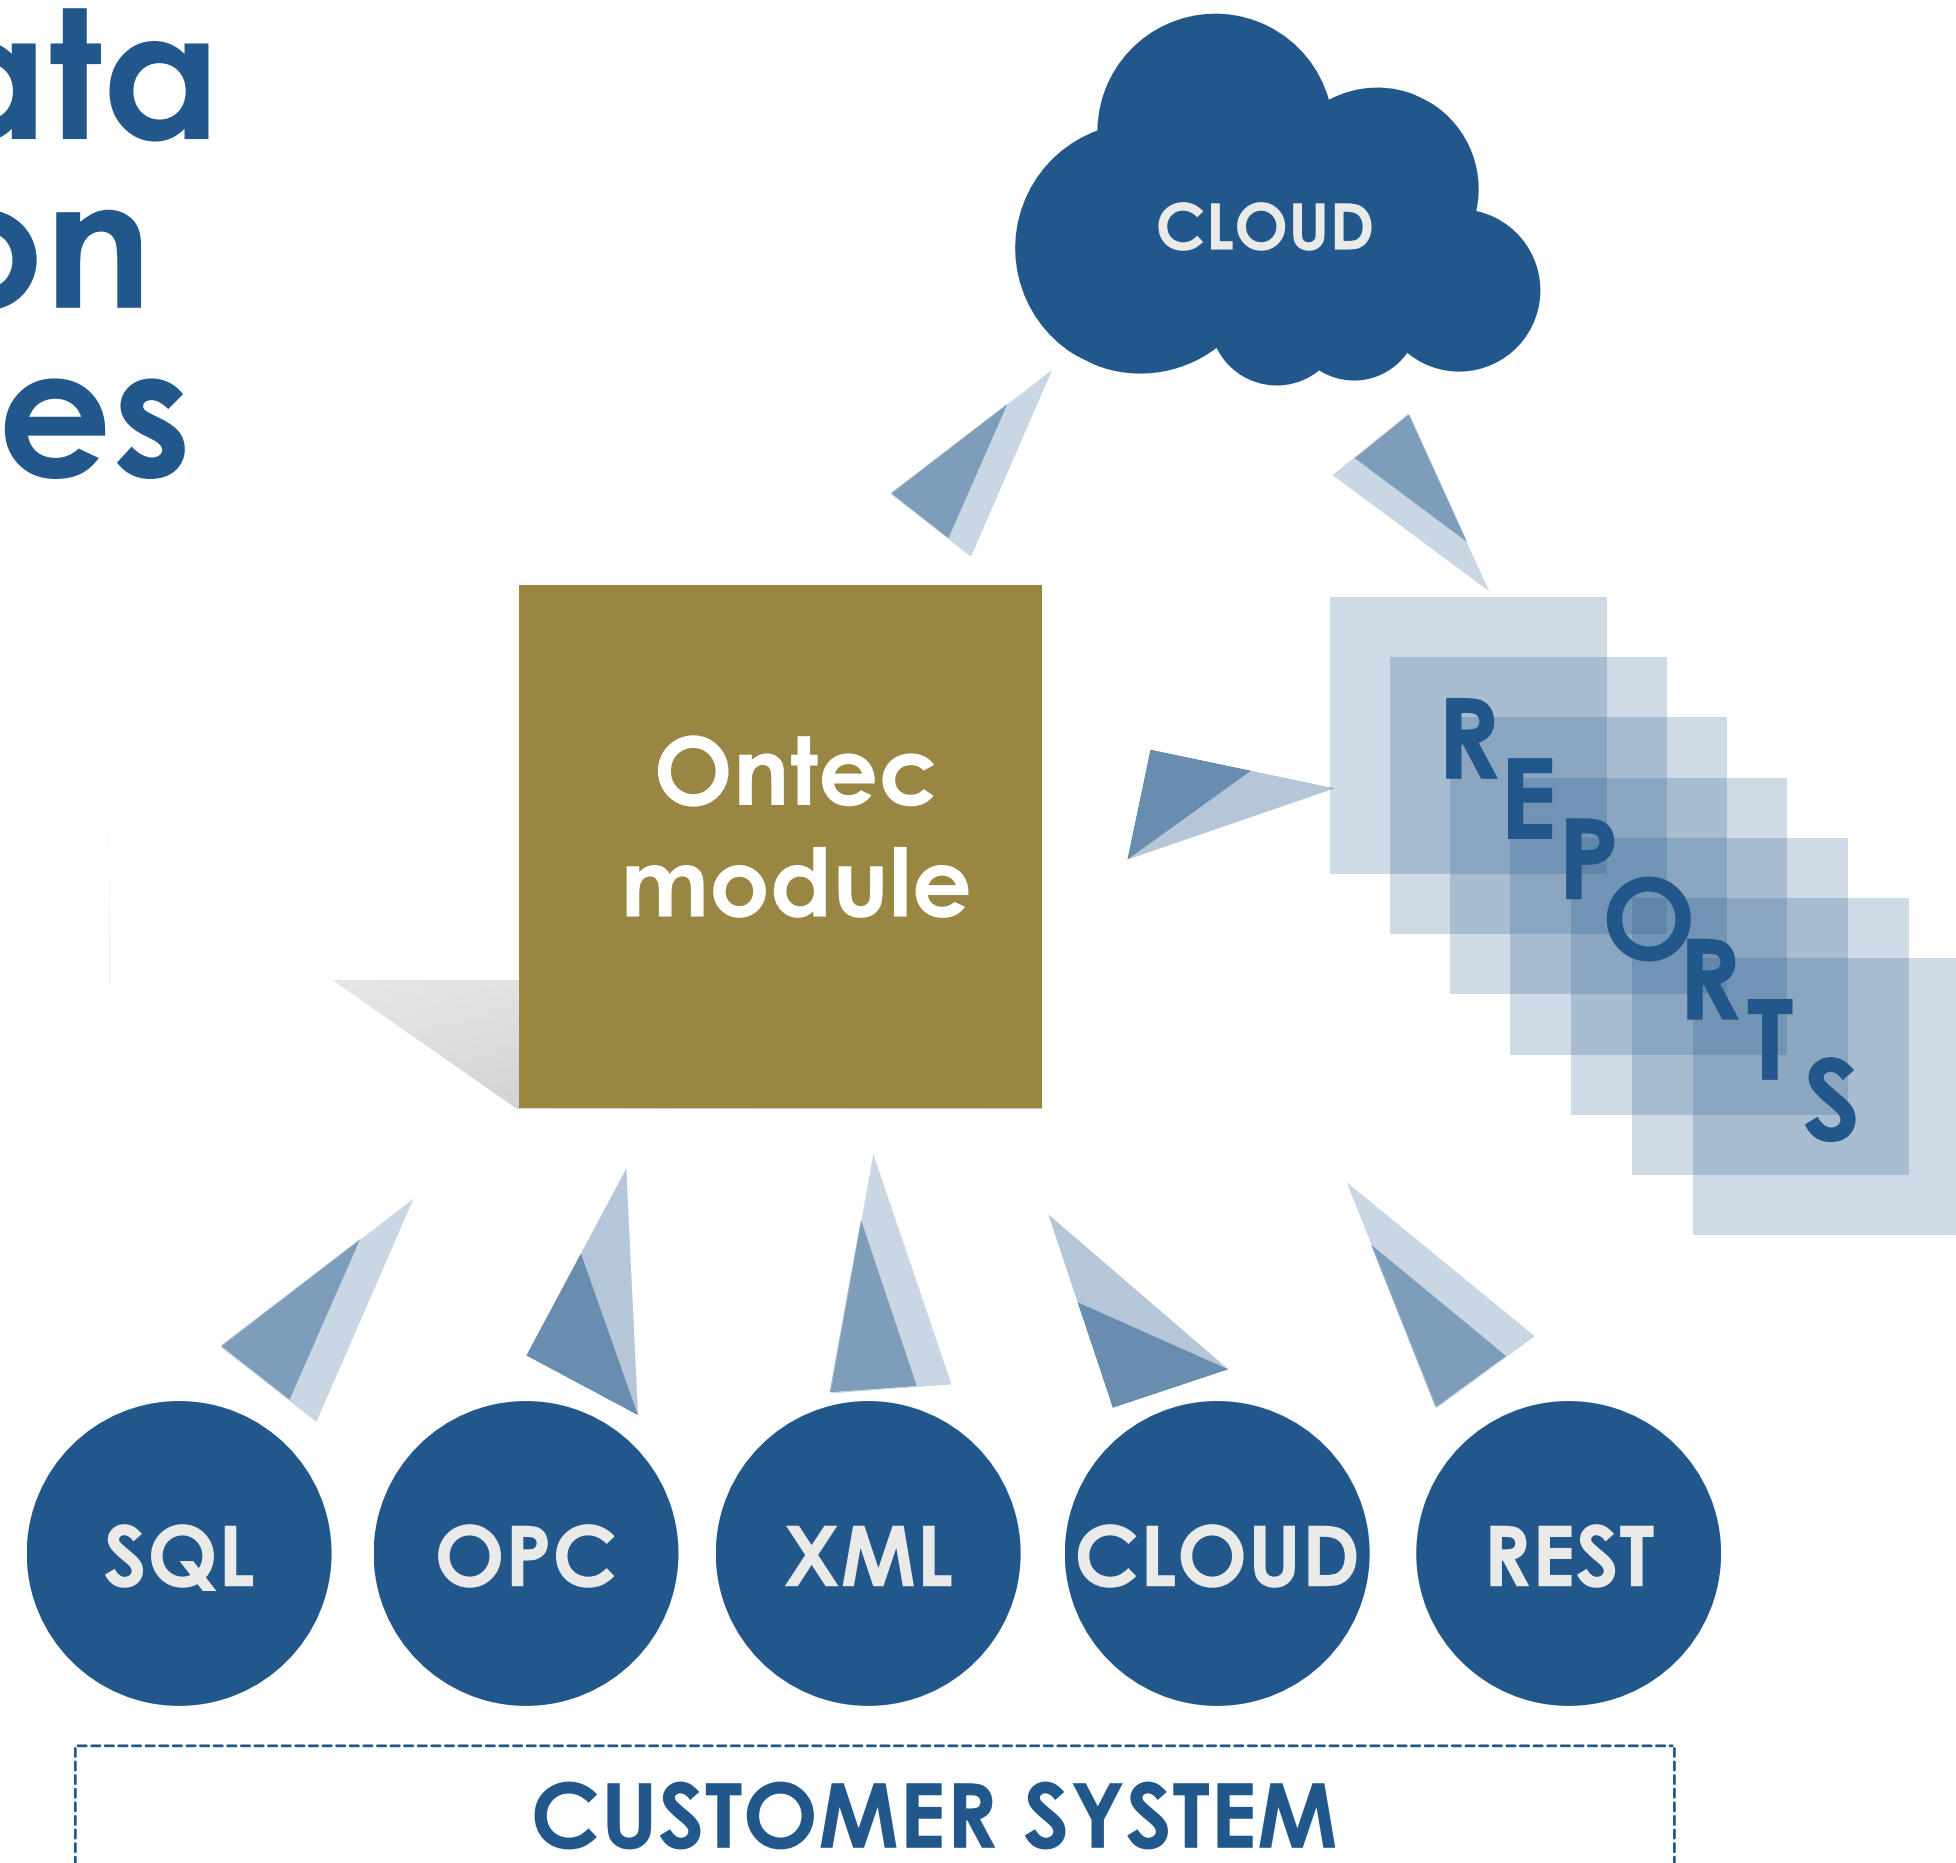 ata
on
es
CLOUD
Ontec
module
REPORTS
SQL
OPC
XML
CLOUD
REST
CUSTOMER SYSTEM